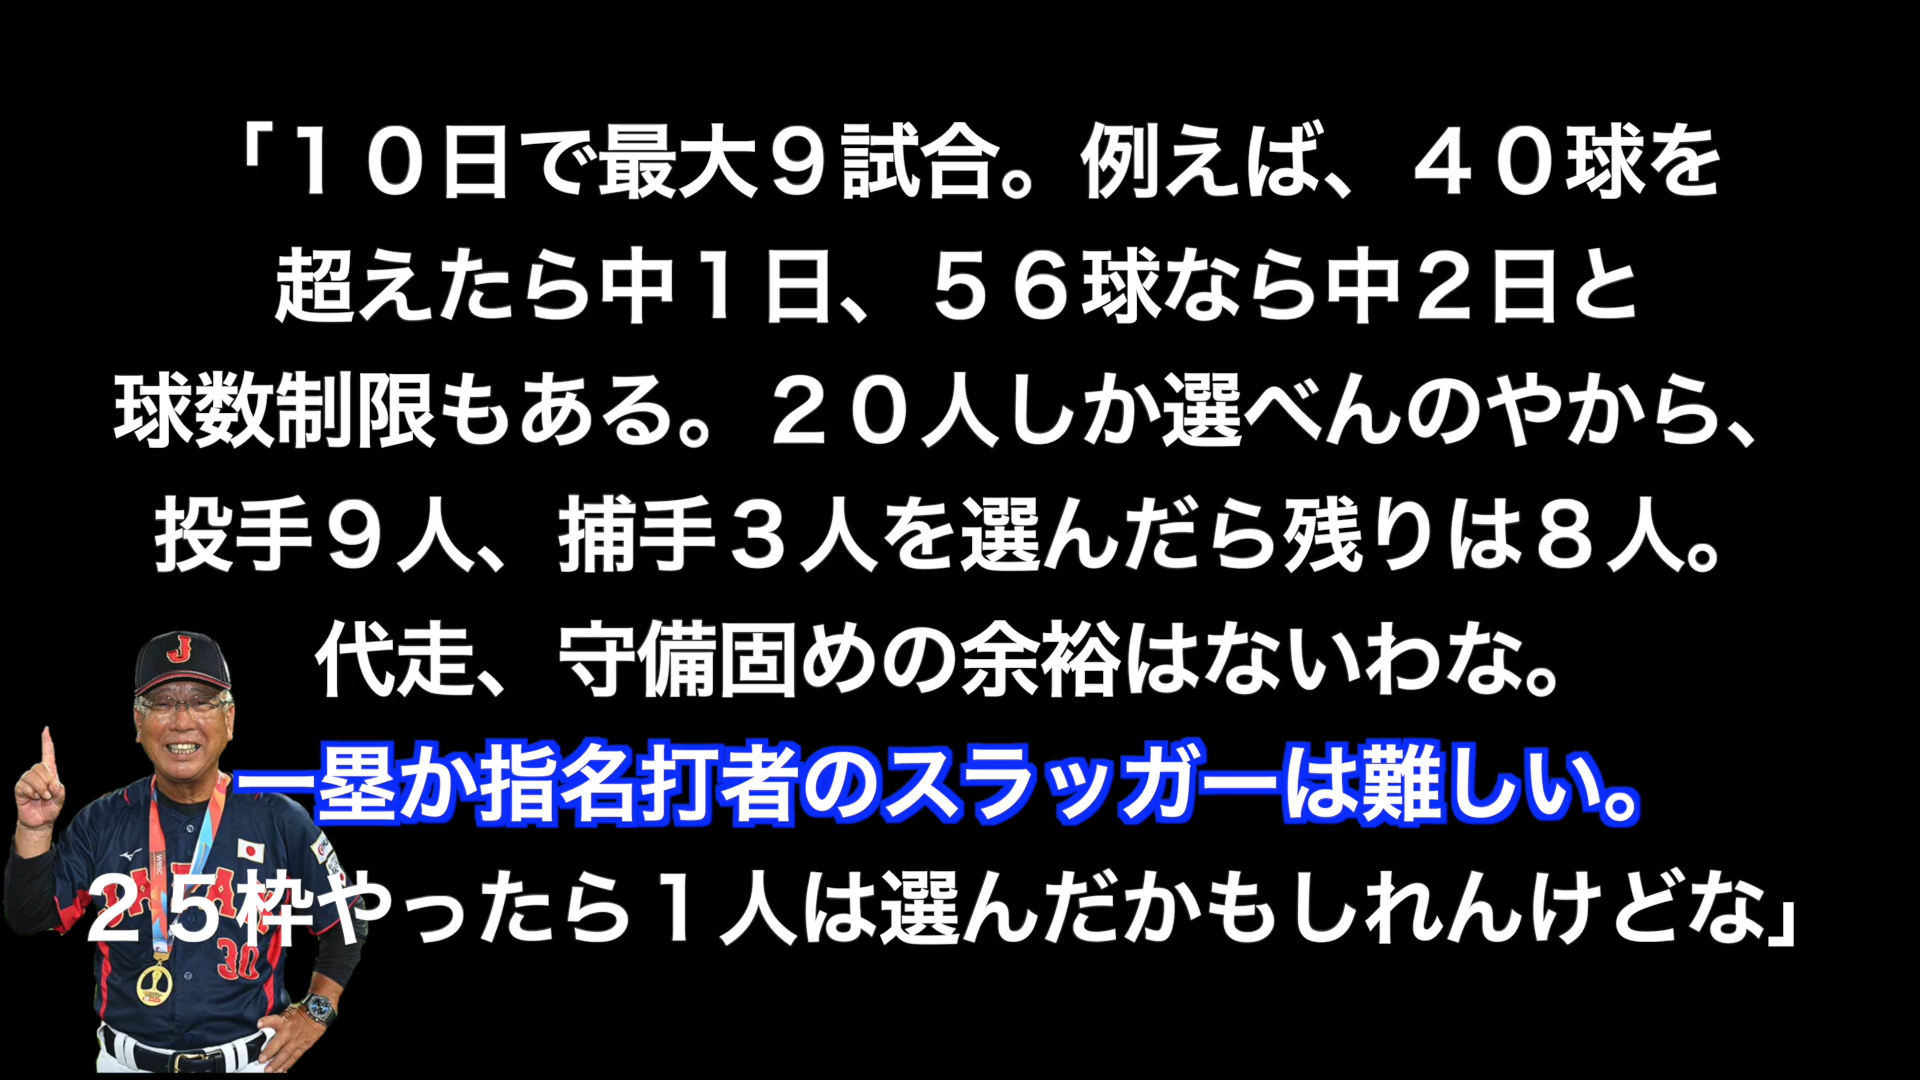 「１０日で最大９試合。例えば、４０球を
超えたら中１日、５６球なら中２日と
球数制限もある。２０人しか選べんのやから、
投手９人、捕手３人を選んだら残りは８人。
代走、守備固めの余裕はないわな。
一塁か指名打者のスラッガーは難しい。
２５枠やったら１人は選んだかもしれんけどな」
J
30